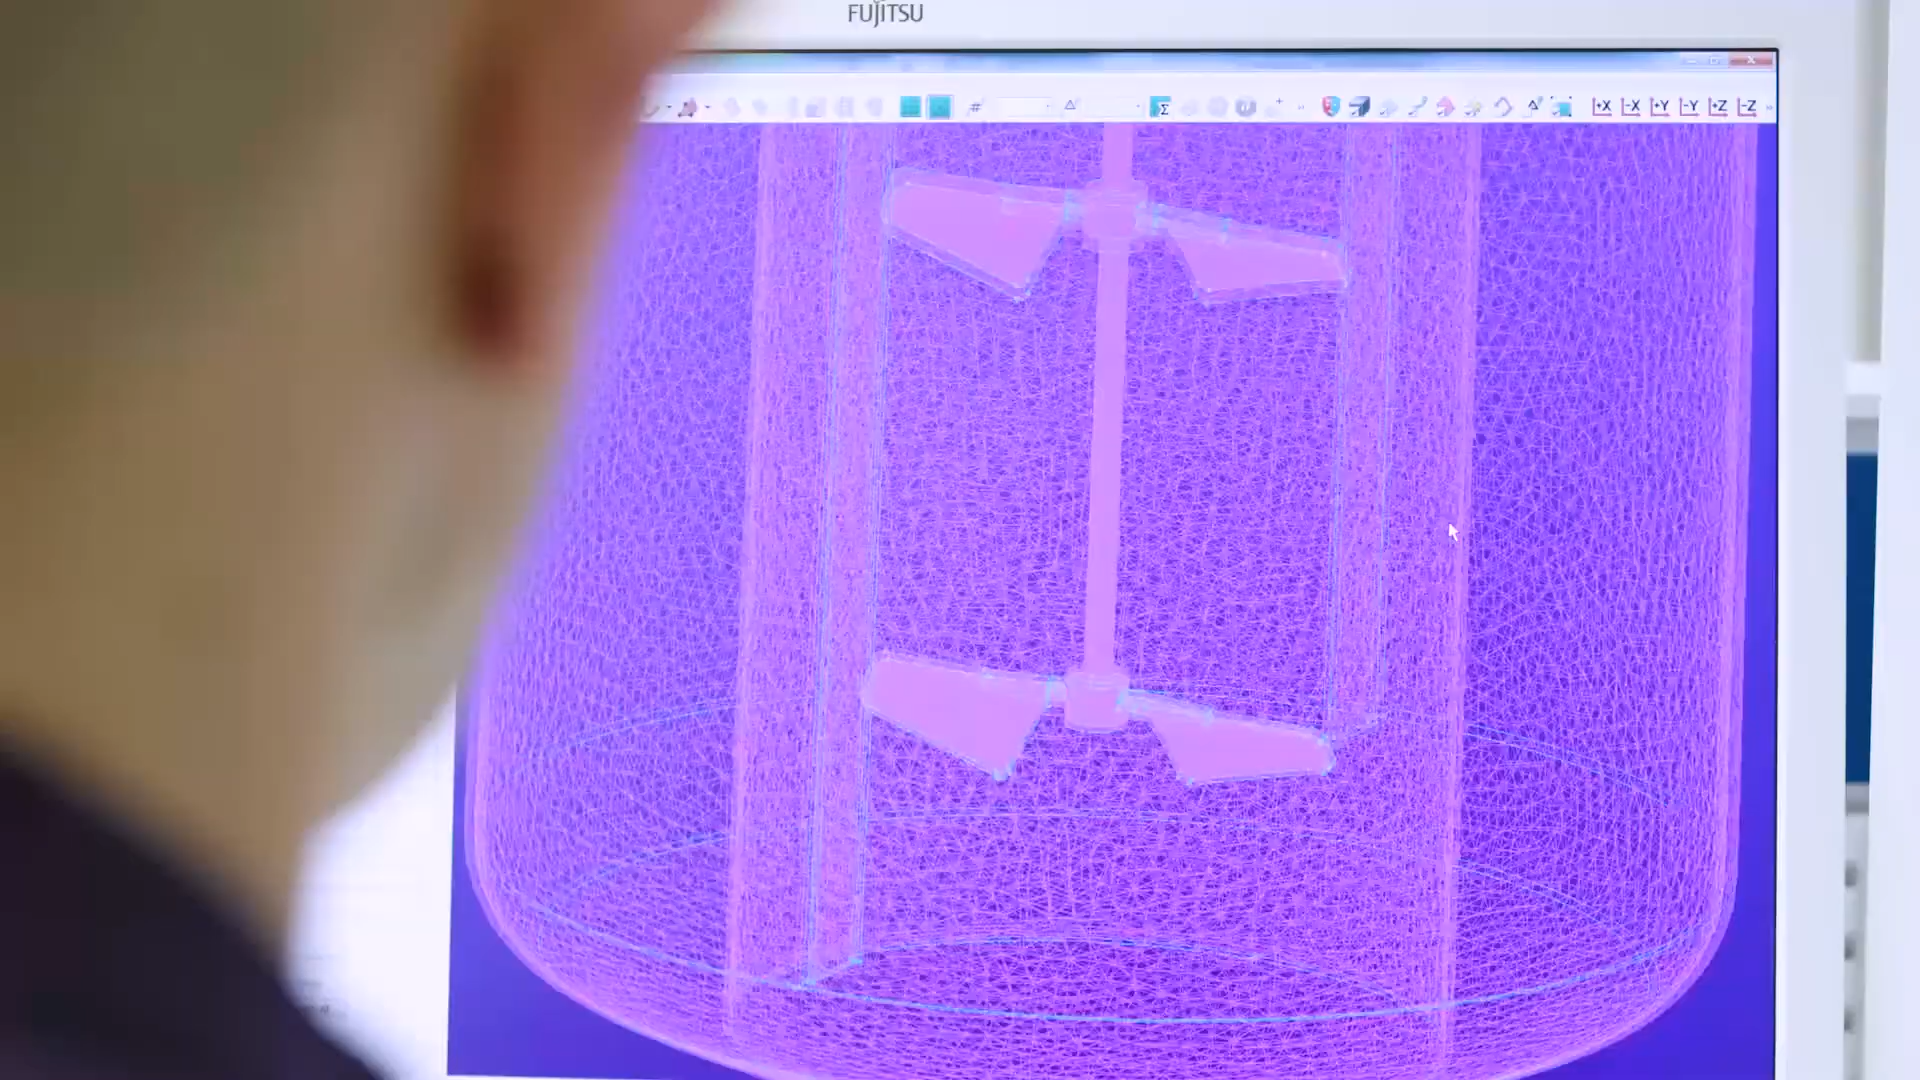 FUJITSU
# Δ Σ +X -X +Y -Y +Z -Z